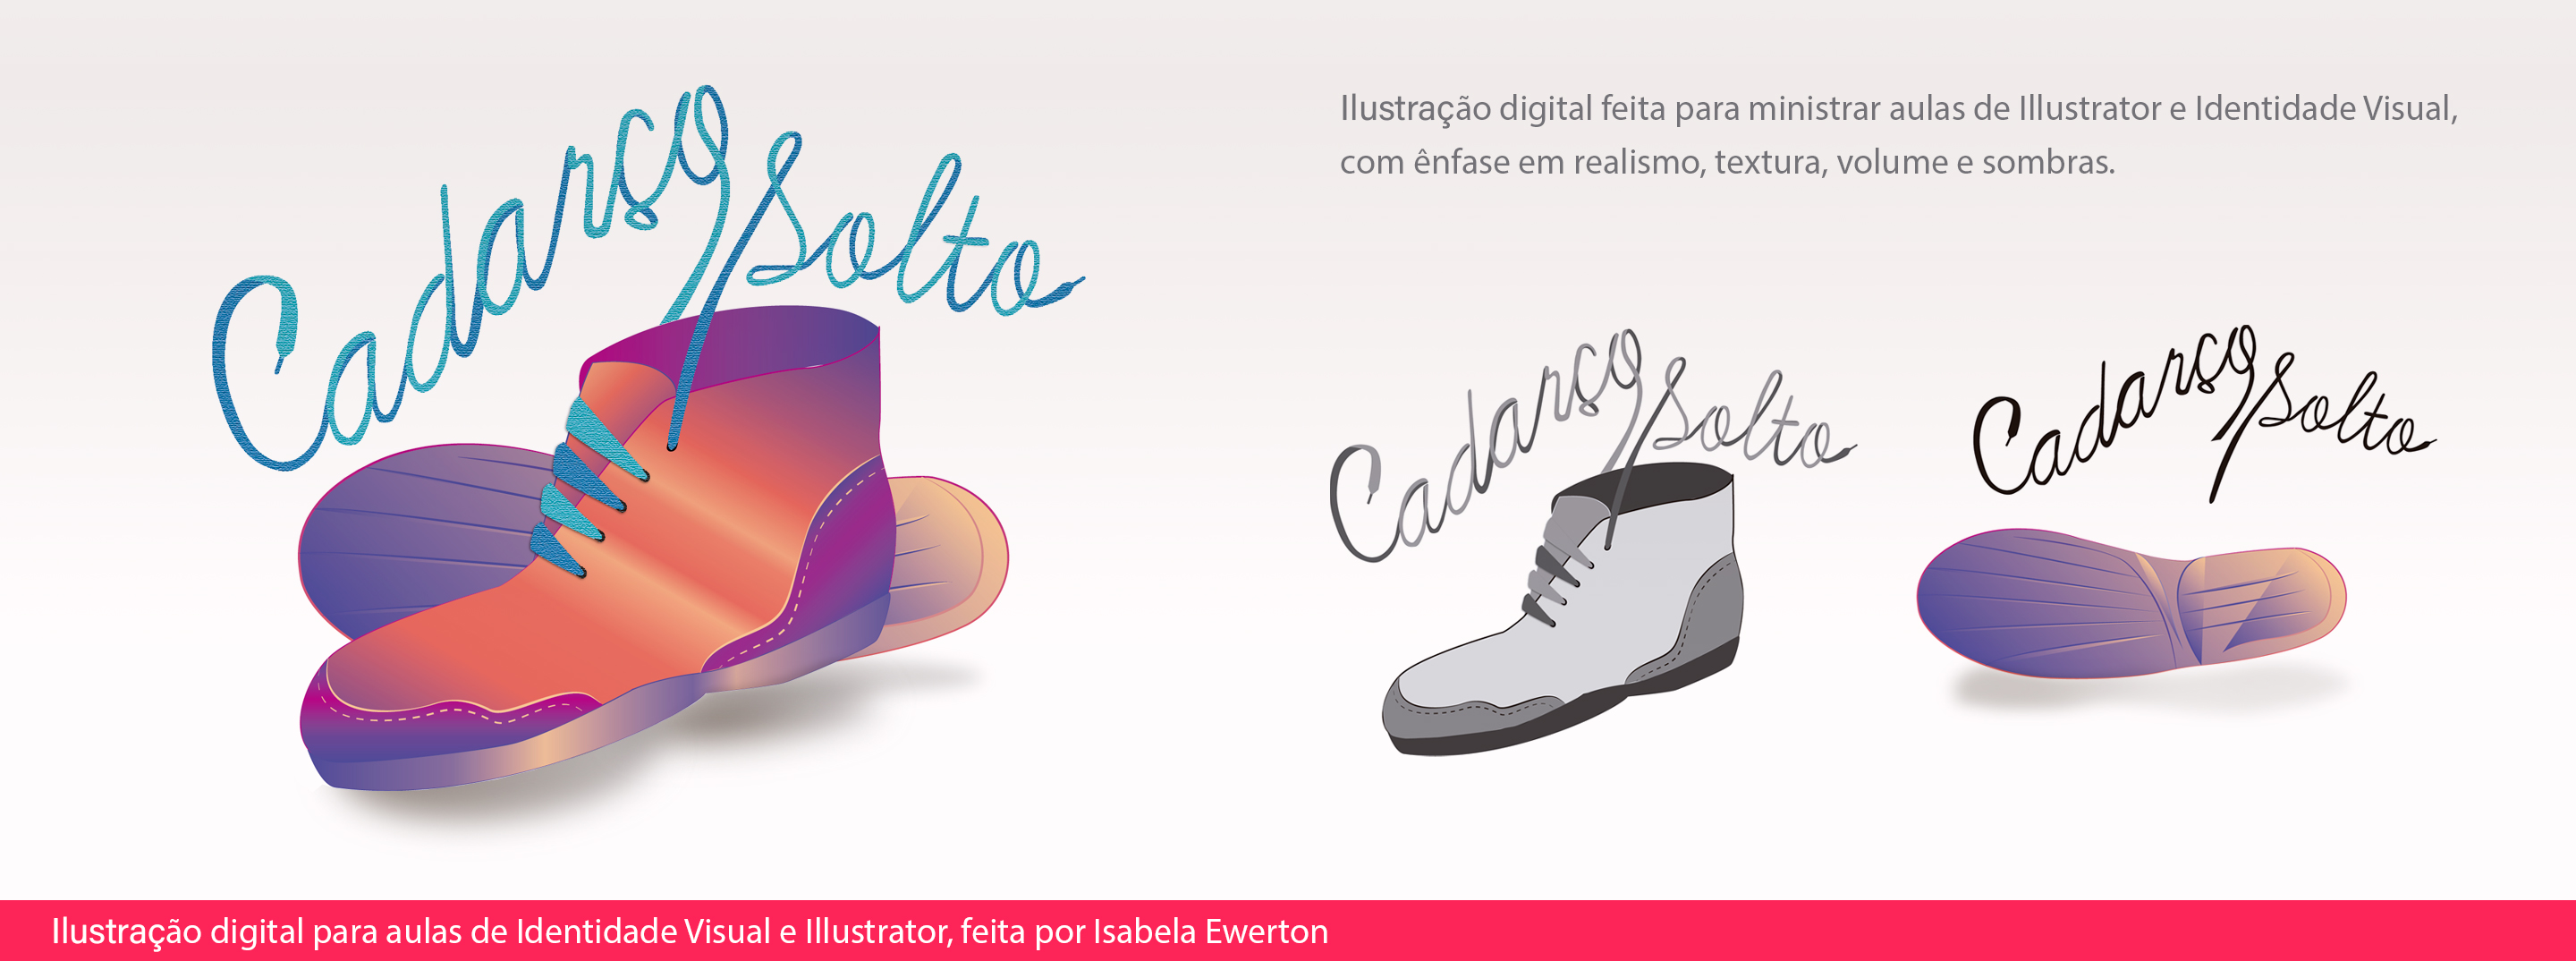 Cadarço Solto
Ilustração digital feita para ministrar aulas de Illustrator e Identidade Visual,
com ênfase em realismo, textura, volume e sombras.
Cadarço Solto
Cadarço Solto
Ilustração digital para aulas de Identidade Visual e Illustrator, feita por Isabela Ewerton